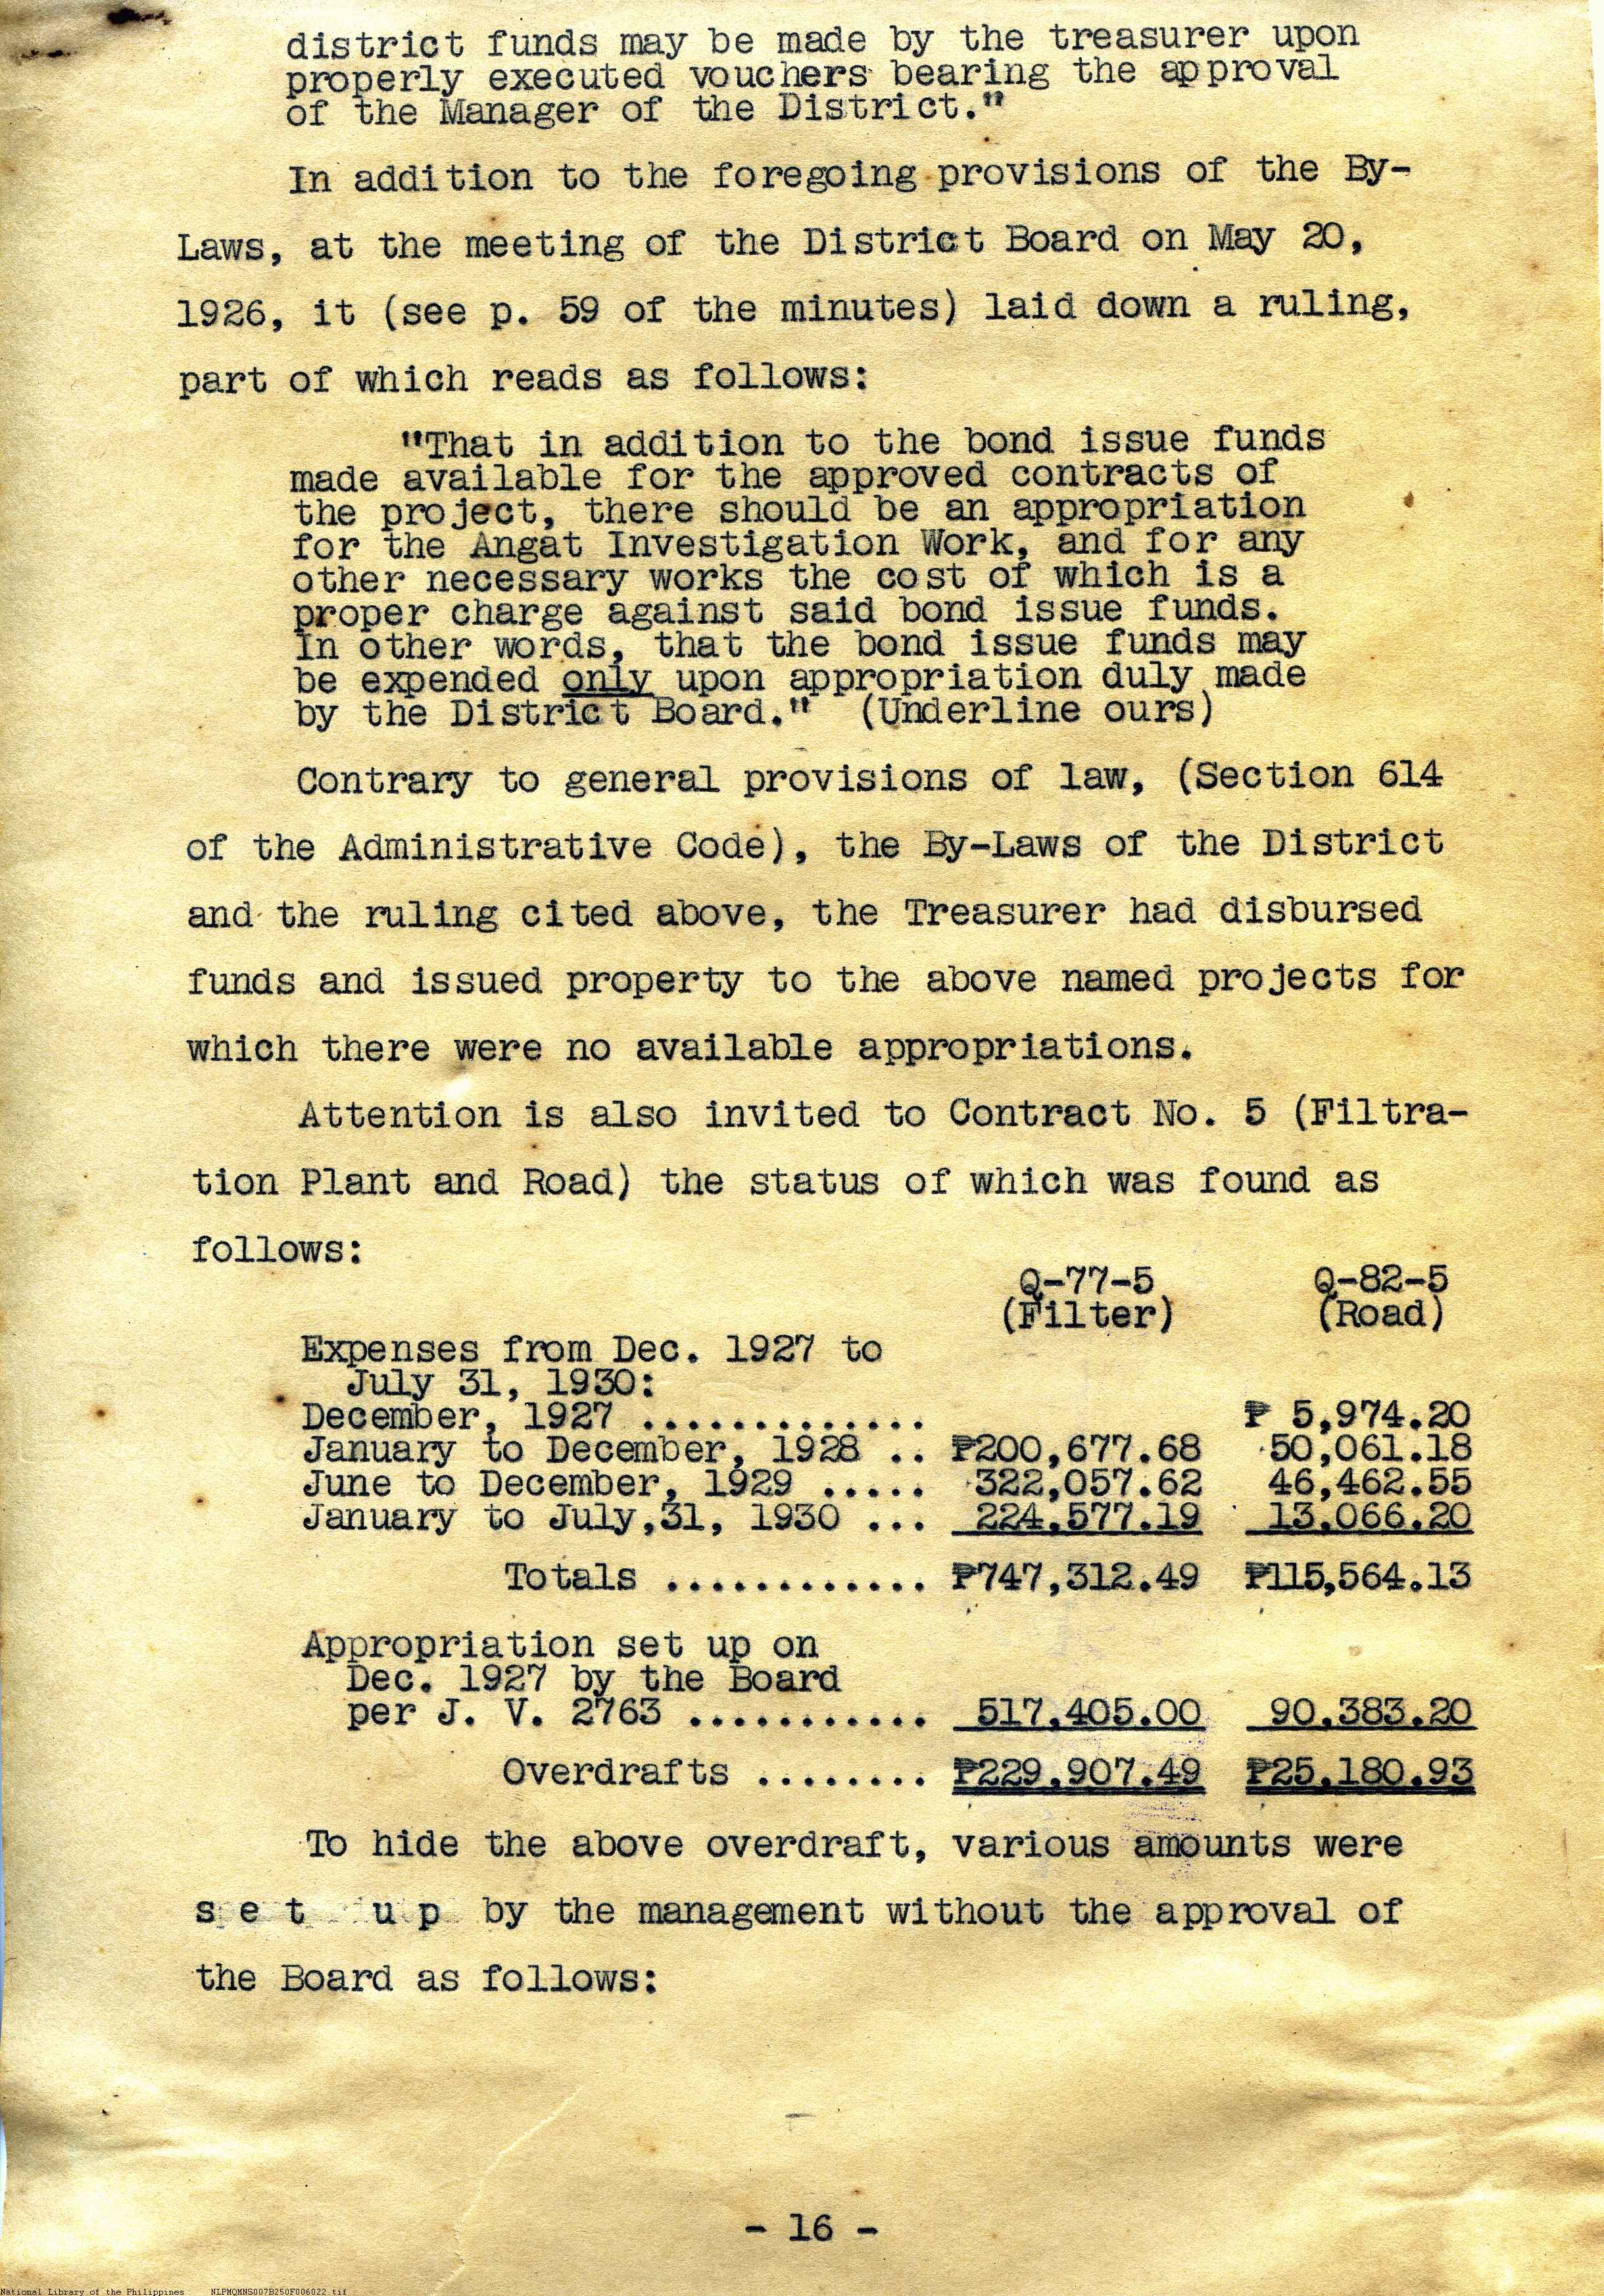 district funds may be made by the treasurer upon
properly executed vouchers bearing the approval
of the Manager of the District."
In addition to the foregoing provisions of the By-
Laws, at the meeting of the District Board on May 20,
1926, it (see p. 59 of the minutes) laid down a ruling,
part of which reads as follows:
"That in addition to the bond issue funds
made available for the approved contracts of
the project, there should be an appropriation
for the Angat Investigation Work, and for any
other necessary works the cost of which is a
proper charge against said bond issue funds.
In other words, that the bond issue funds may
be expended only upon appropriation duly made
by the District Board." (Underline ours)
Contrary to general provisions of law, (Section 614
of the Administrative Code), the By-Laws of the District
and the ruling cited above, the Treasurer had disbursed
funds and issued property to the above named projects for
which there were no available appropriations.
Attention is also invited to Contract No. 5 (Filtra-
tion Plant and Road) the status of which was found as
follows:
Q-77-5 Q-82-5
(Filter) (Road)
Expenses from Dec. 1927 to
July 31, 1930:
December, 1927 ............. ₱ 5,974.20
January to December, 1928 .. ₱200,677.68 50,061.18
June to December, 1929 ..... 322,057.62 46,462.55
January to July,31, 1930 ... 224,577.19 13,066.20
Totals ............ ₱747,312.49 ₱115,564.13
Appropriation set up on
Dec. 1927 by the Board
per J. V. 2763 ........... 517,405.00 90,383.20
Overdrafts ........ ₱229,907.49 ₱25,180.93
To hide the above overdraft, various amounts were
s e t u p by the management without the approval of
the Board as follows:
- 16 -
National Library of the Philippines NLPMQMNS007B250F006022.tif